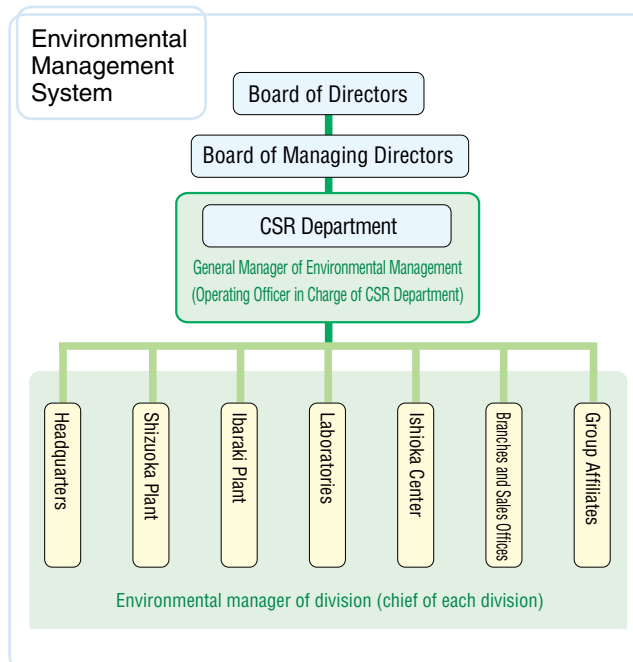 Environmental
Management
System
Board of Directors
Board of Managing Directors
CSR Department
General Manager of Environmental Management
(Operating Officer in Charge of CSR Department)
Headquarters
Shizuoka Plant
Ibaraki Plant
Laboratories
Ishioka Center
Branches and Sales Offices
Group Affiliates
Environmental manager of division (chief of each division)